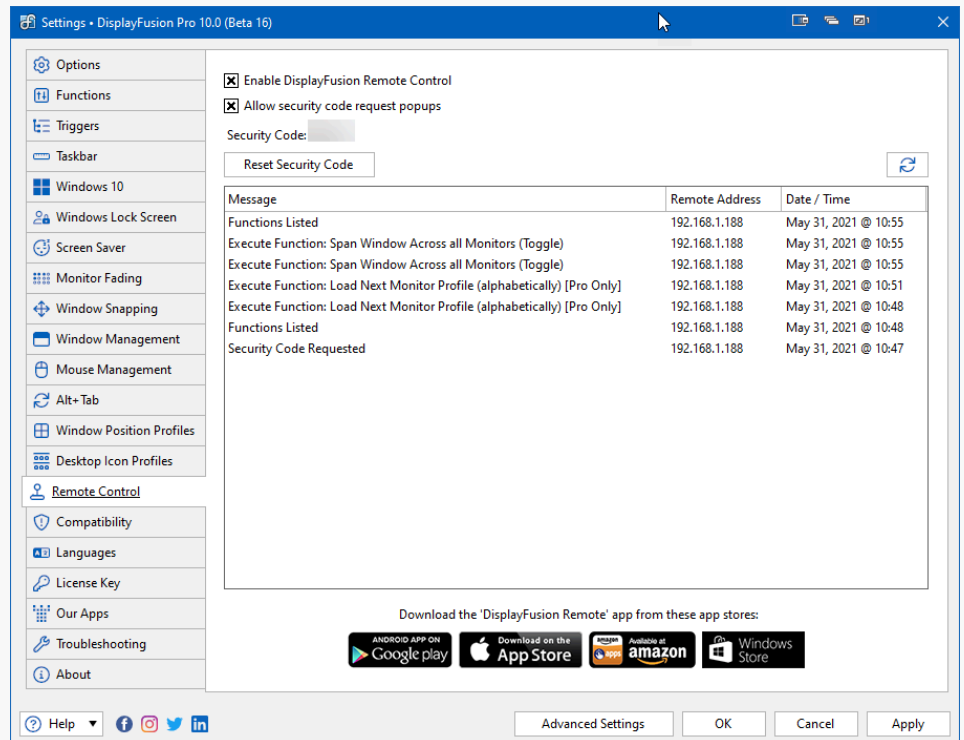 Settings • DisplayFusion Pro 10.0 (Beta 16)
Options
Functions
Triggers
Taskbar
Windows 10
Windows Lock Screen
Screen Saver
Monitor Fading
Window Snapping
Window Management
Mouse Management
Alt+Tab
Window Position Profiles
Desktop Icon Profiles
Remote Control
Compatibility
Languages
License Key
Our Apps
Troubleshooting
About
Enable DisplayFusion Remote Control
Allow security code request popups
Security Code:
Reset Security Code
Message Remote Address Date / Time
Functions Listed 192.168.1.188 May 31, 2021 @ 10:55
Execute Function: Span Window Across all Monitors (Toggle) 192.168.1.188 May 31, 2021 @ 10:55
Execute Function: Span Window Across all Monitors (Toggle) 192.168.1.188 May 31, 2021 @ 10:55
Execute Function: Load Next Monitor Profile (alphabetically) [Pro Only] 192.168.1.188 May 31, 2021 @ 10:51
Execute Function: Load Next Monitor Profile (alphabetically) [Pro Only] 192.168.1.188 May 31, 2021 @ 10:48
Functions Listed 192.168.1.188 May 31, 2021 @ 10:48
Security Code Requested 192.168.1.188 May 31, 2021 @ 10:47
Download the 'DisplayFusion Remote' app from these app stores:
ANDROID APP ON
Google play
Download on the
App Store
amazon
apps
Available at
amazon
Windows
Store
Help
Advanced Settings
OK
Cancel
Apply